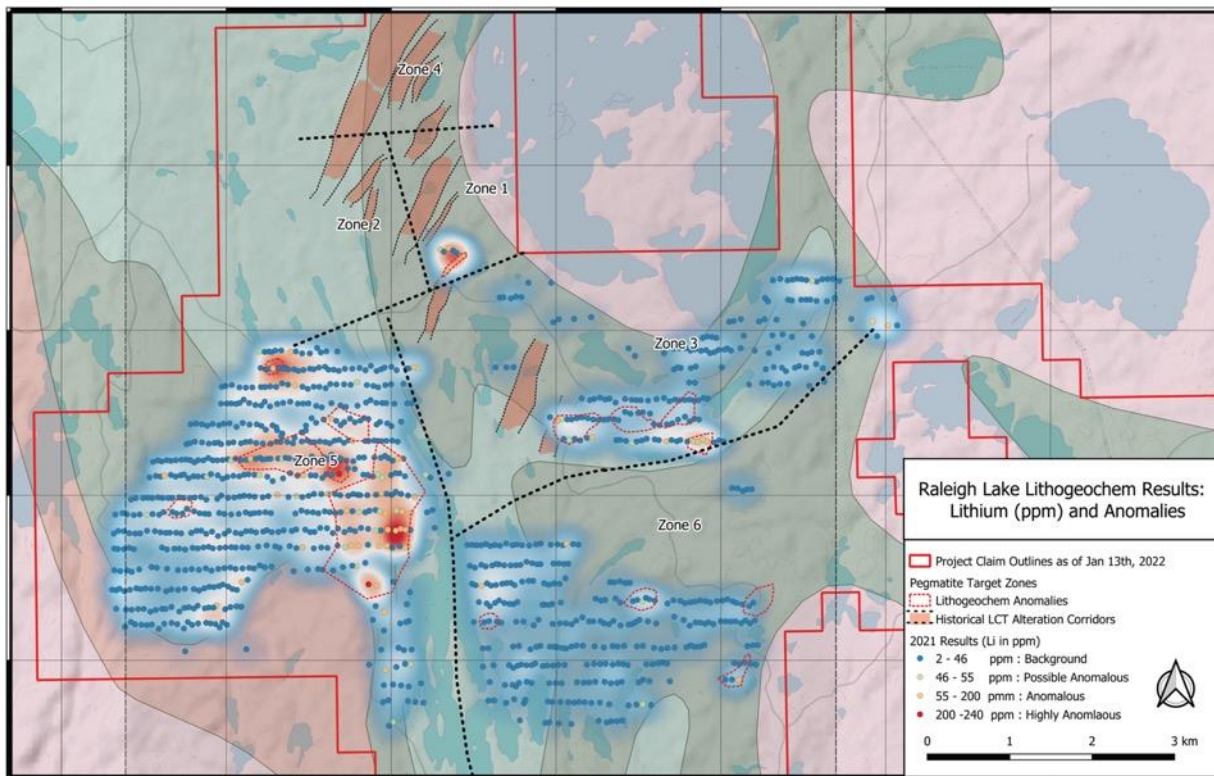 Zone 4
Zone 1
Zone 2
Zone 3
Zone 5
Zone 6
Raleigh Lake Lithogeochem Results:
Lithium (ppm) and Anomalies
Project Claim Outlines as of Jan 13th, 2022
Pegmatite Target Zones
Lithogeochem Anomalies
Historical LCT Alteration Corridors
2021 Results (Li in ppm)
2 - 46 ppm : Background
46 - 55 ppm : Possible Anomalous
55 - 200 pmm : Anomalous
200 -240 ppm : Highly Anomlaous
0 1 2 3 km